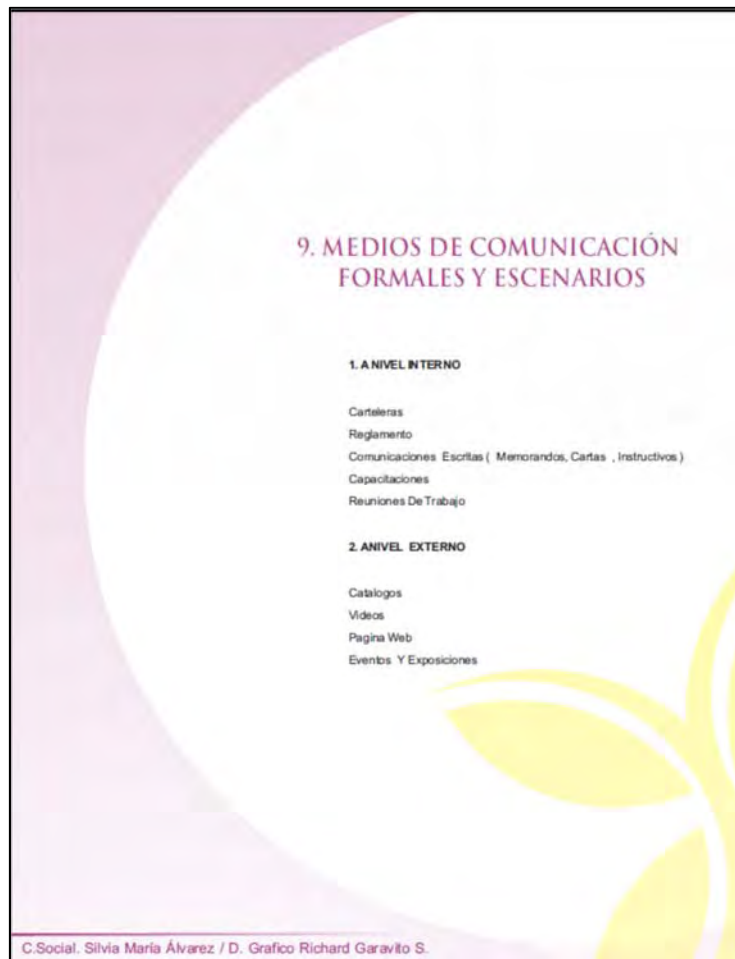 9. MEDIOS DE COMUNICACIÓN
FORMALES Y ESCENARIOS
1. A NIVEL INTERNO
Carteleras
Reglamento
Comunicaciones Escritas ( Memorandos, Cartas , Instructivos )
Capacitaciones
Reuniones De Trabajo
2. ANIVEL EXTERNO
Catalogos
Videos
Pagina Web
Eventos Y Exposiciones
C.Social. Silvia María Álvarez / D. Grafico Richard Garavito S.